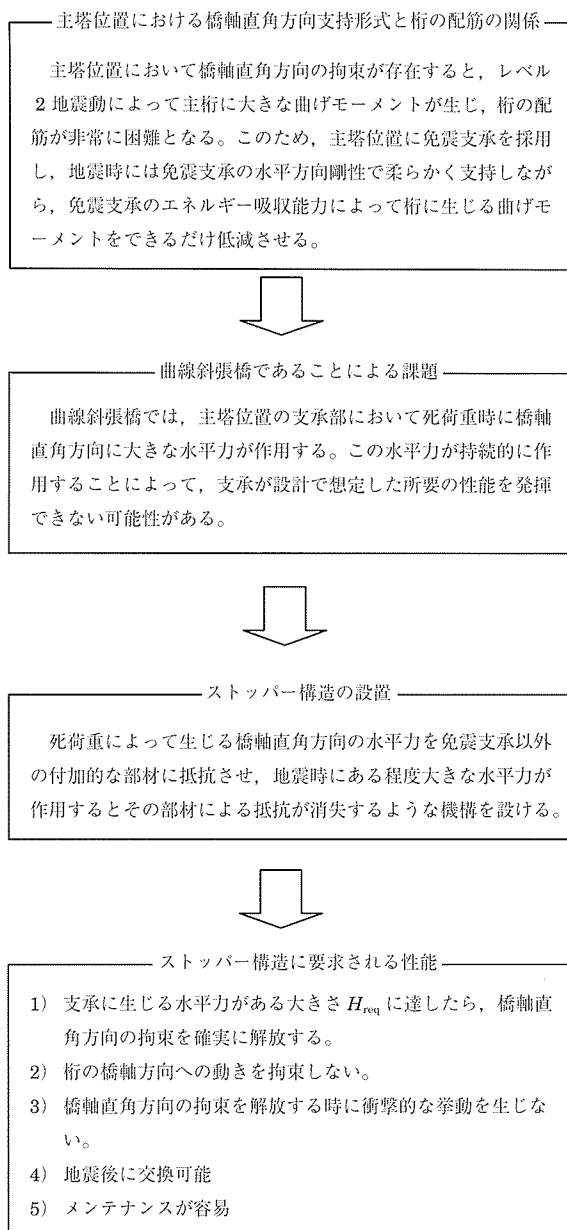 主塔位置における橋軸直角方向支持形式と桁の配筋の関係
主塔位置において橋軸直角方向の拘束が存在すると，レベル
2 地震動によって主桁に大きな曲げモーメントが生じ，桁の配
筋が非常に困難となる。このため，主塔位置に免震支承を採用
し，地震時には免震支承の水平方向剛性で柔らかく支持しなが
ら，免震支承のエネルギー吸収能力によって桁に生じる曲げモ
ーメントをできるだけ低減させる。
曲線斜張橋であることによる課題
曲線斜張橋では，主塔位置の支承部において死荷重時に橋軸
直角方向に大きな水平力が作用する。この水平力が持続的に作
用することによって，支承が設計で想定した所要の性能を発揮
できない可能性がある。
ストッパー構造の設置
死荷重によって生じる橋軸直角方向の水平力を免震支承以外
の付加的な部材に抵抗させ，地震時にある程度大きな水平力が
作用するとその部材による抵抗が消失するような機構を設ける。
ストッパー構造に要求される性能
1） 支承に生じる水平力がある大きさ Hreq に達したら，橋軸直
角方向の拘束を確実に解放する。
2） 桁の橋軸方向への動きを拘束しない。
3） 橋軸直角方向の拘束を解放する時に衝撃的な挙動を生じな
い。
4） 地震後に交換可能
5） メンテナンスが容易